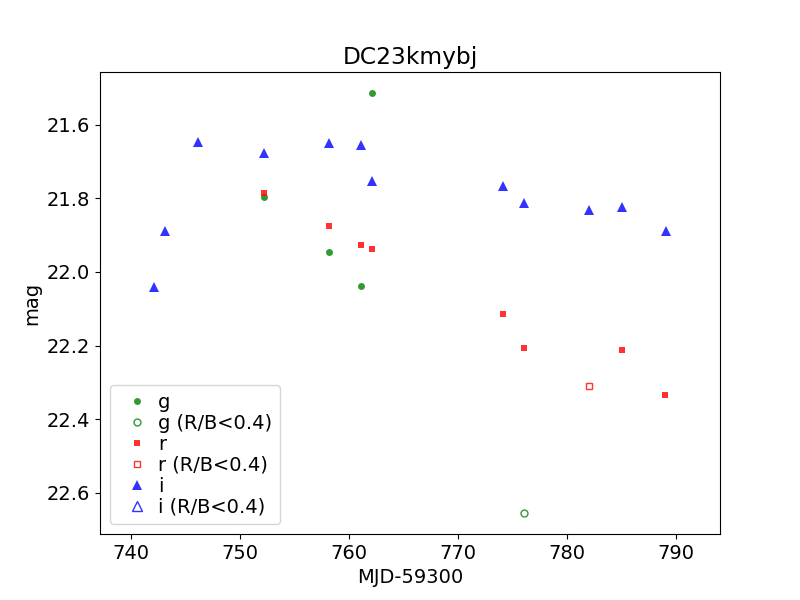 DC23kmybj
21.6
21.8
22.0
22.2
22.4
22.6
mag
g
g (R/B<0.4)
r
r (R/B<0.4)
i
i (R/B<0.4)
740 750 760 770 780 790
MJD-59300